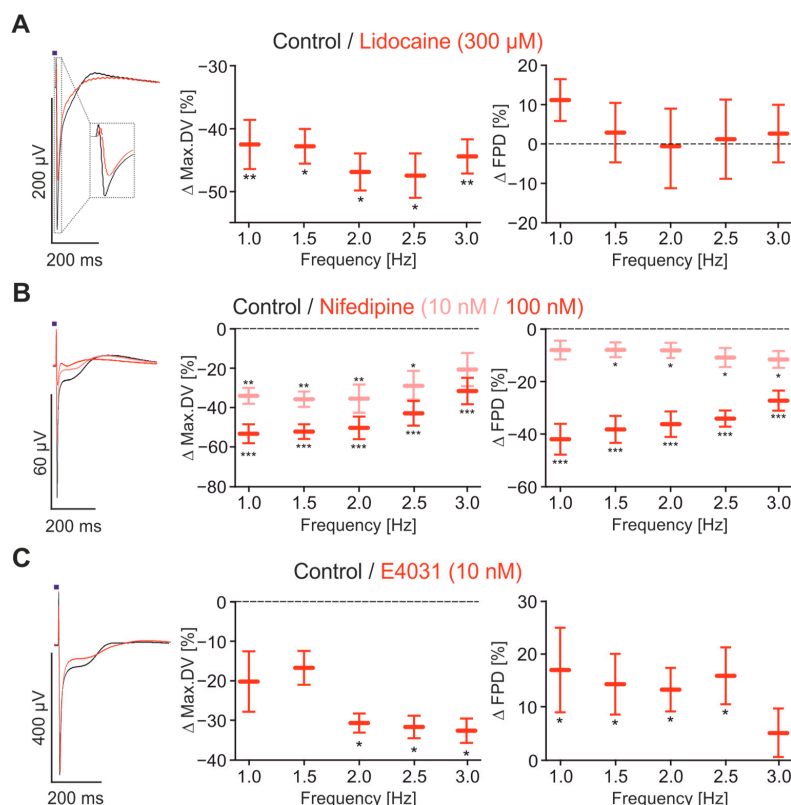 A
Control / Lidocaine (300 µM)
200 µV
200 ms
Δ Max.DV [%]
−30
−40
−50
** * * * **
1.0 1.5 2.0 2.5 3.0
Frequency [Hz]
Δ FPD [%]
20
10
0
−10
−20
1.0 1.5 2.0 2.5 3.0
Frequency [Hz]
B
Control / Nifedipine (10 nM / 100 nM)
60 µV
200 ms
Δ Max.DV [%]
0
−20
−40
−60
−80
** ** ** *
*** *** *** *** ***
1.0 1.5 2.0 2.5 3.0
Frequency [Hz]
Δ FPD [%]
0
−20
−40
−60
* * * *
*** *** *** *** ***
1.0 1.5 2.0 2.5 3.0
Frequency [Hz]
C
Control / E4031 (10 nM)
400 µV
200 ms
Δ Max.DV [%]
0
−10
−20
−30
−40
* * *
1.0 1.5 2.0 2.5 3.0
Frequency [Hz]
Δ FPD [%]
30
20
10
0
* * * *
1.0 1.5 2.0 2.5 3.0
Frequency [Hz]